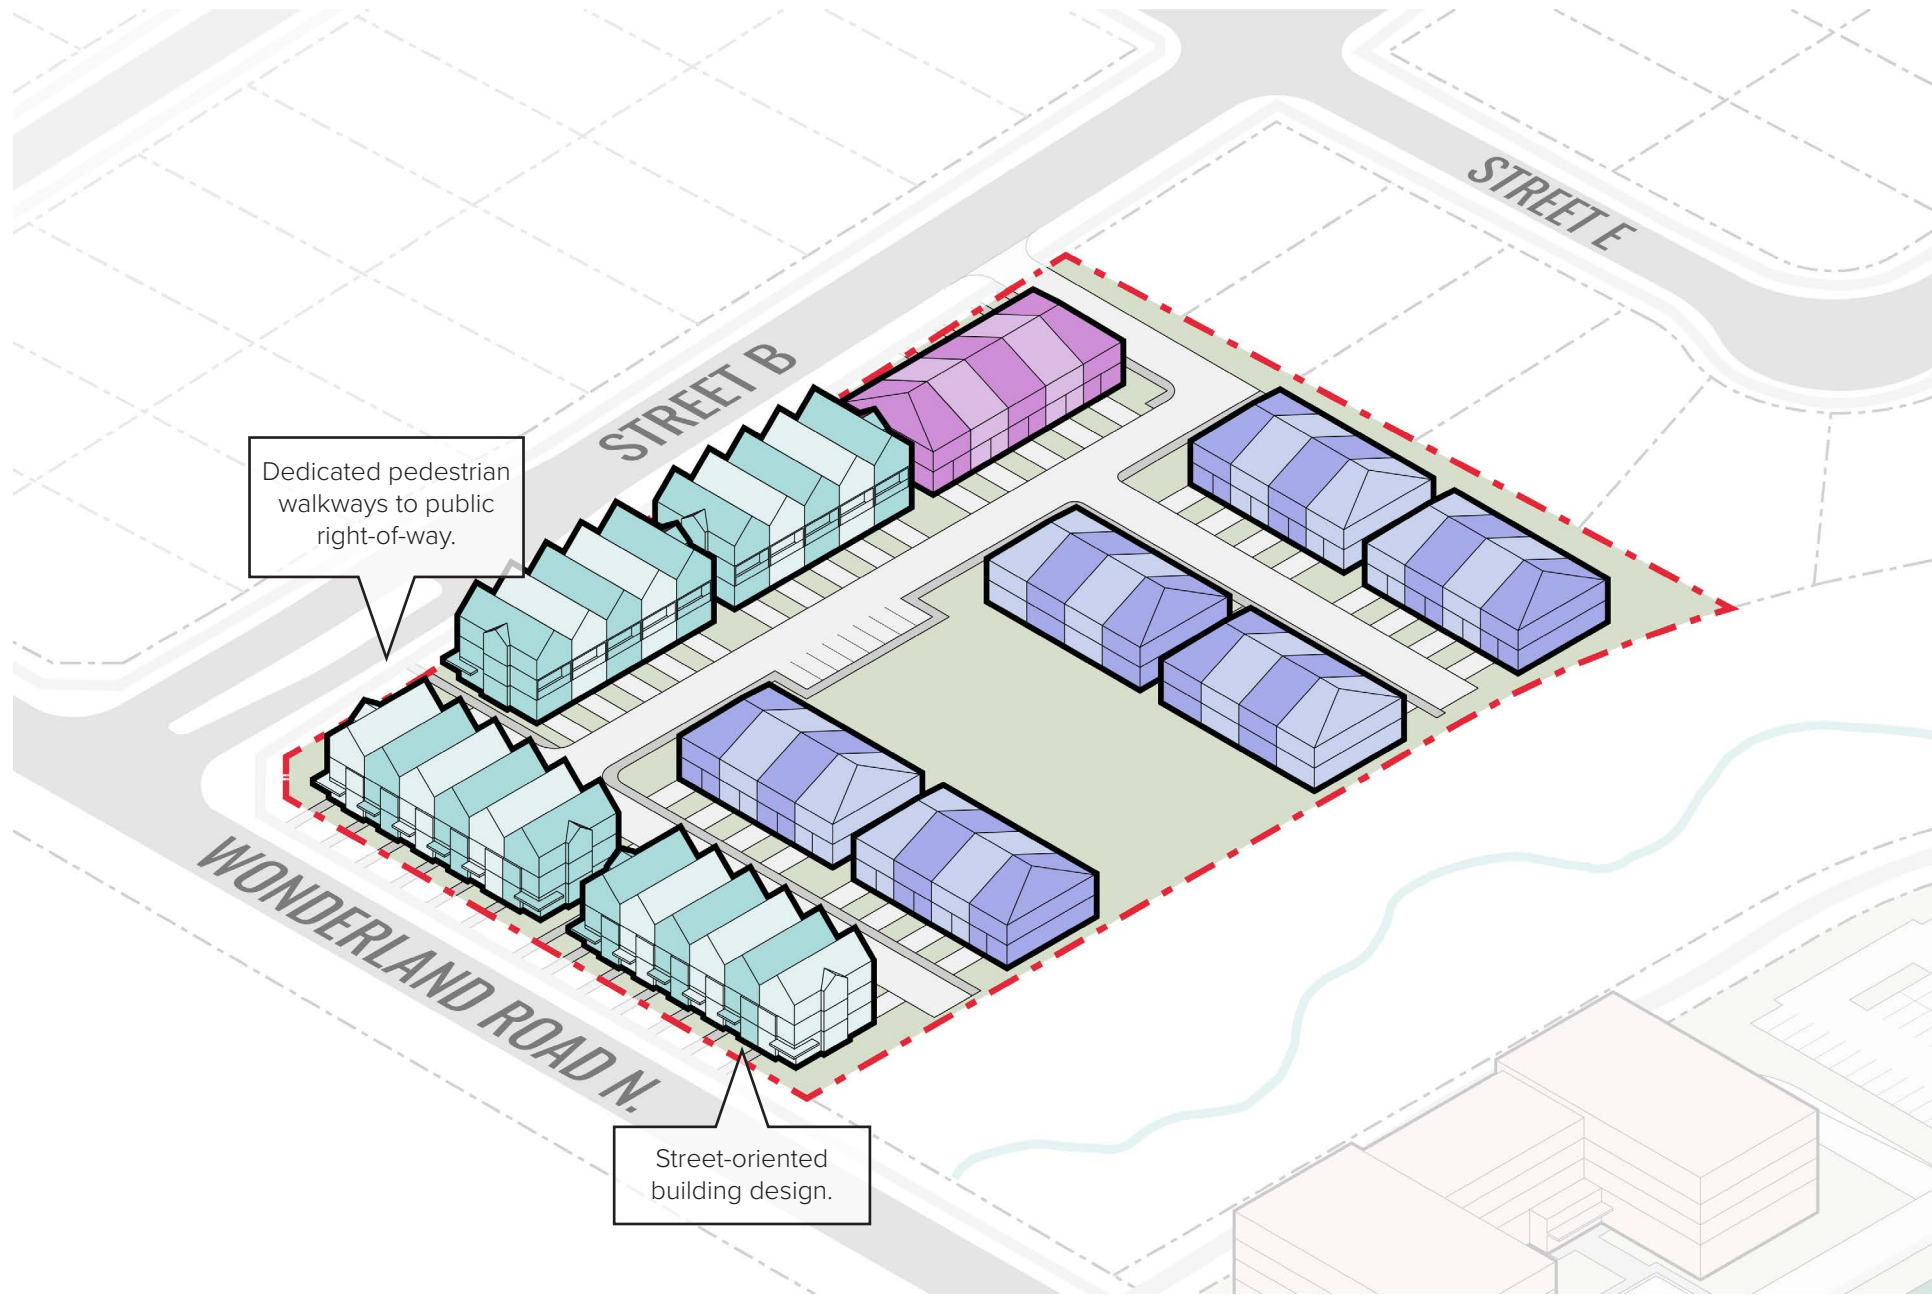 STREET E
STREET B
Dedicated pedestrian
walkways to public
right-of-way.
WONDERLAND ROAD N.
Street-oriented
building design.